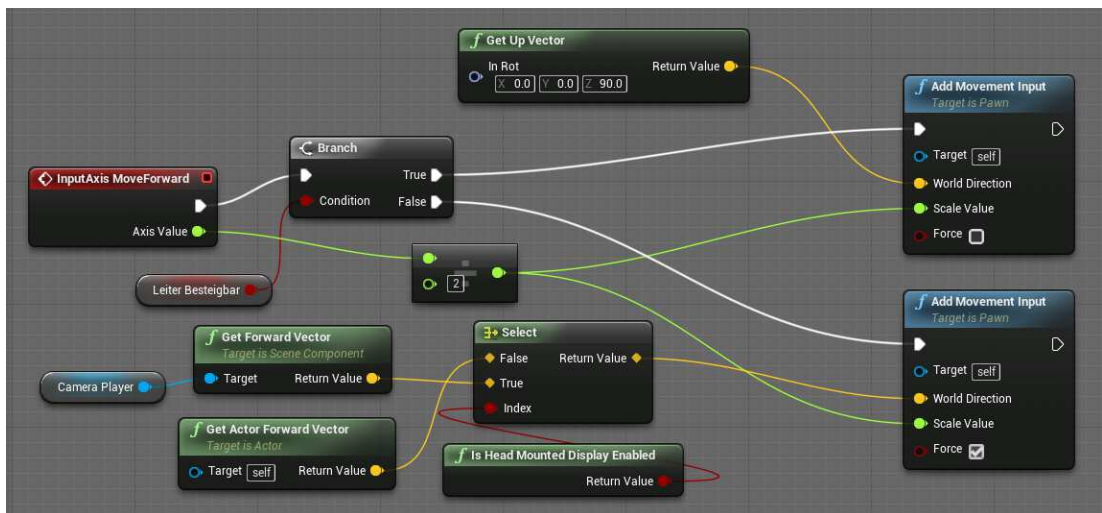 Get Up Vector
In Rot
X 0.0 Y 0.0 Z 90.0
Return Value
Add Movement Input
Target is Pawn
Target self
World Direction
Scale Value
Force
Branch
True
Condition
False
InputAxis MoveForward
Axis Value
2
Leiter Besteigbar
Get Forward Vector
Target is Scene Component
Target
Return Value
Camera Player
Select
False
Return Value
True
Index
Get Actor Forward Vector
Target is Actor
Target self
Return Value
Is Head Mounted Display Enabled
Return Value
Add Movement Input
Target is Pawn
Target self
World Direction
Scale Value
Force